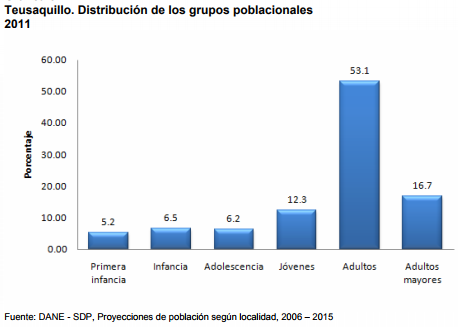 Teusaquillo. Distribución de los grupos poblacionales
2011
60.00
50.00
40.00
30.00
20.00
10.00
0.00
Porcentaje
5.2
6.5
6.2
12.3
53.1
16.7
Primera
infancia
Infancia
Adolescencia
Jóvenes
Adultos
Adultos
mayores
Fuente: DANE - SDP, Proyecciones de población según localidad, 2006 – 2015